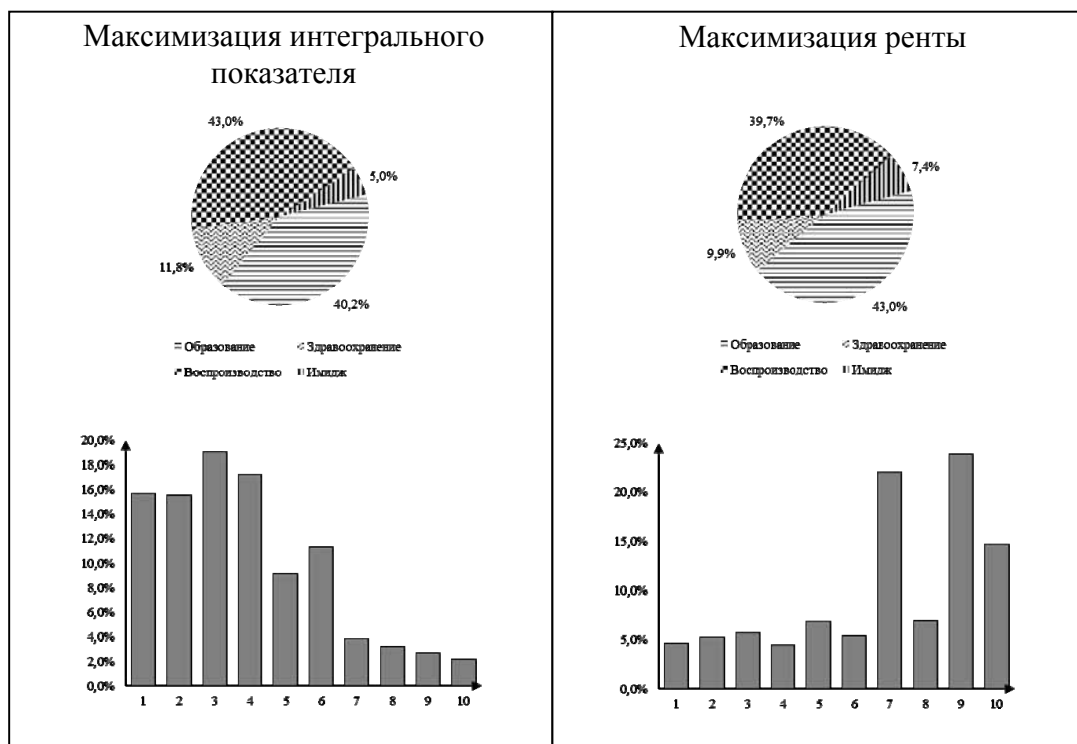 Максимизация интегрального
показателя
43,0%
5,0%
11,8%
40,2%
Образование
Здравоохранение
Воспроизводство
Имидж
20,0%
18,0%
16,0%
14,0%
12,0%
10,0%
8,0%
6,0%
4,0%
2,0%
0,0%
1 2 3 4 5 6 7 8 9 10
Максимизация ренты
39,7%
7,4%
9,9%
43,0%
Образование
Здравоохранение
Воспроизводство
Имидж
25,0%
20,0%
15,0%
10,0%
5,0%
0,0%
1 2 3 4 5 6 7 8 9 10